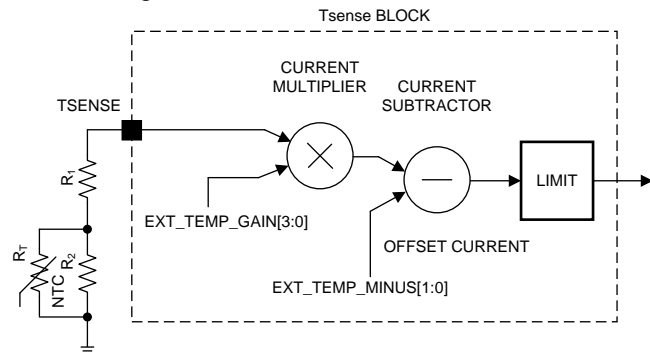 Tsense BLOCK
CURRENT
MULTIPLIER
CURRENT
SUBTRACTOR
TSENSE
R1
LIMIT
EXT_TEMP_GAIN[3:0]
RT
NTC
R2
OFFSET CURRENT
EXT_TEMP_MINUS[1:0]